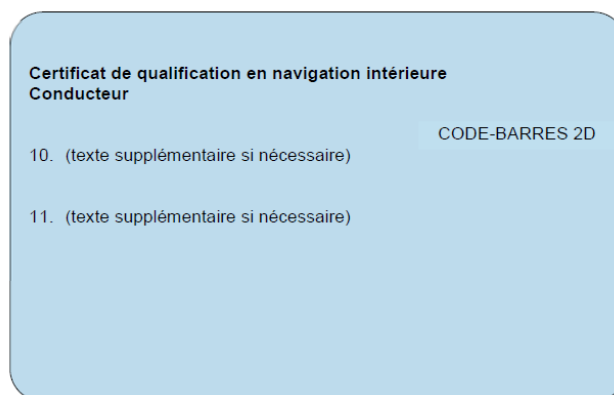 Certificat de qualification en navigation intérieure
Conducteur
CODE-BARRES 2D
10. (texte supplémentaire si nécessaire)
11. (texte supplémentaire si nécessaire)